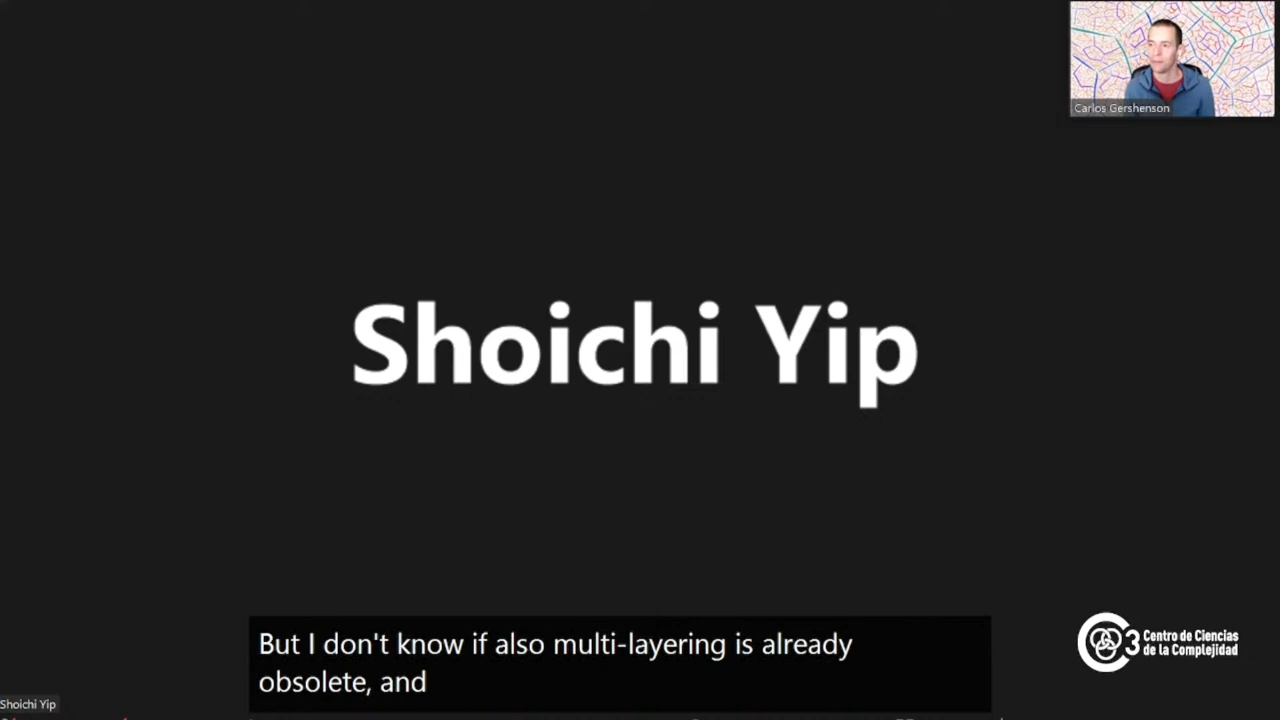 Carlos Gershenson
Shoichi Yip
But I don't know if also multi-layering is already
obsolete, and
3 Centro de Ciencias
de la Complejidad
Shoichi Yip